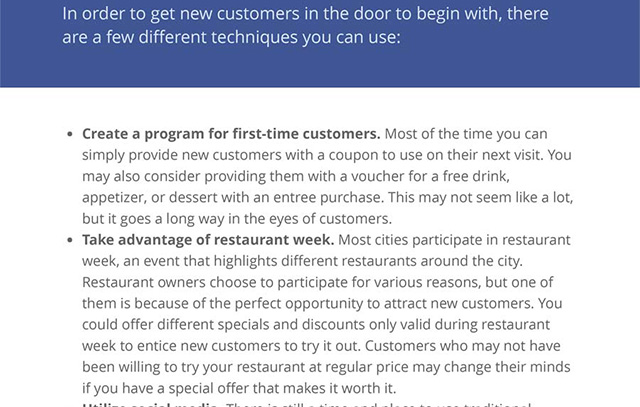 In order to get new customers in the door to begin with, there
are a few different techniques you can use:
• Create a program for first-time customers. Most of the time you can
simply provide new customers with a coupon to use on their next visit. You
may also consider providing them with a voucher for a free drink,
appetizer, or dessert with an entree purchase. This may not seem like a lot,
but it goes a long way in the eyes of customers.
• Take advantage of restaurant week. Most cities participate in restaurant
week, an event that highlights different restaurants around the city.
Restaurant owners choose to participate for various reasons, but one of
them is because of the perfect opportunity to attract new customers. You
could offer different specials and discounts only valid during restaurant
week to entice new customers to try it out. Customers who may not have
been willing to try your restaurant at regular price may change their minds
if you have a special offer that makes it worth it.
Utilize social media. There is still a time and place to use traditional